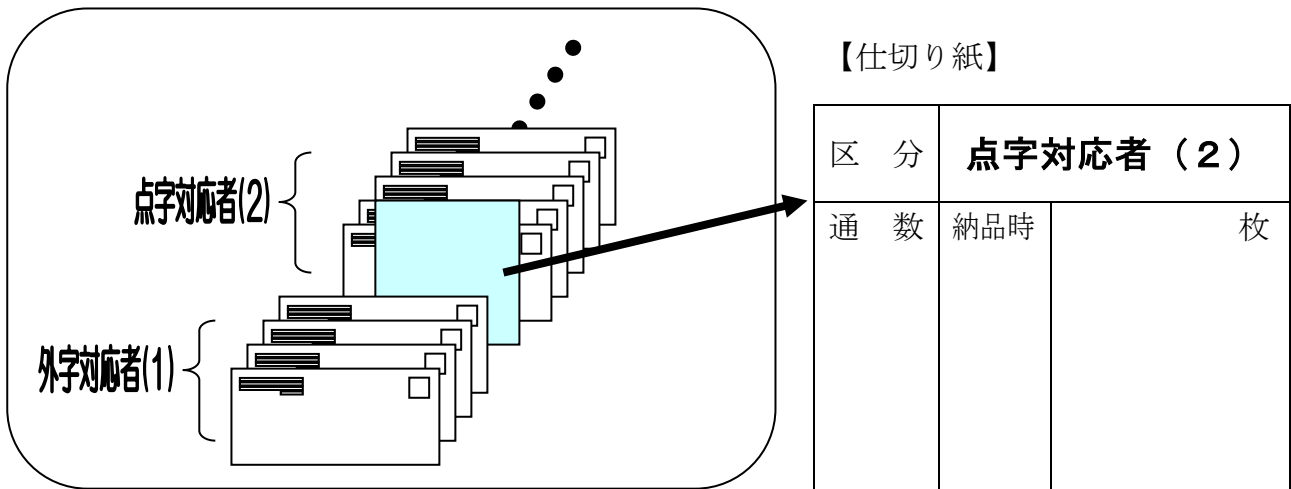 点字対応者(2)
外字対応者(1)
【仕切り紙】
区 分 点字対応者(2)
通 数 納品時 枚